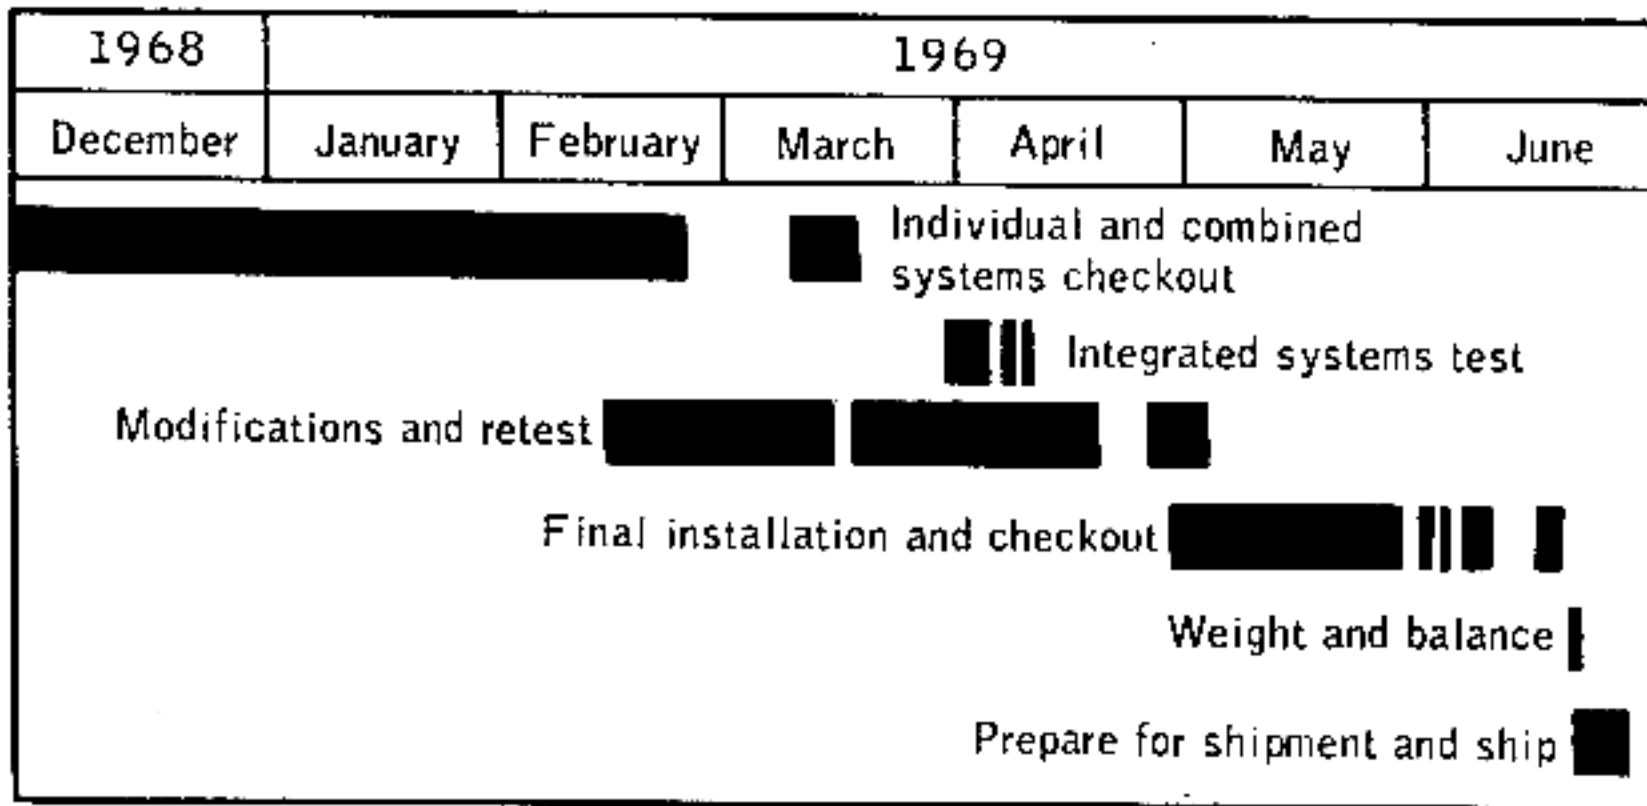 1968 1969
December January February March April May June
Individual and combined
systems checkout
Integrated systems test
Modifications and retest
Final installation and checkout
Weight and balance
Prepare for shipment and ship